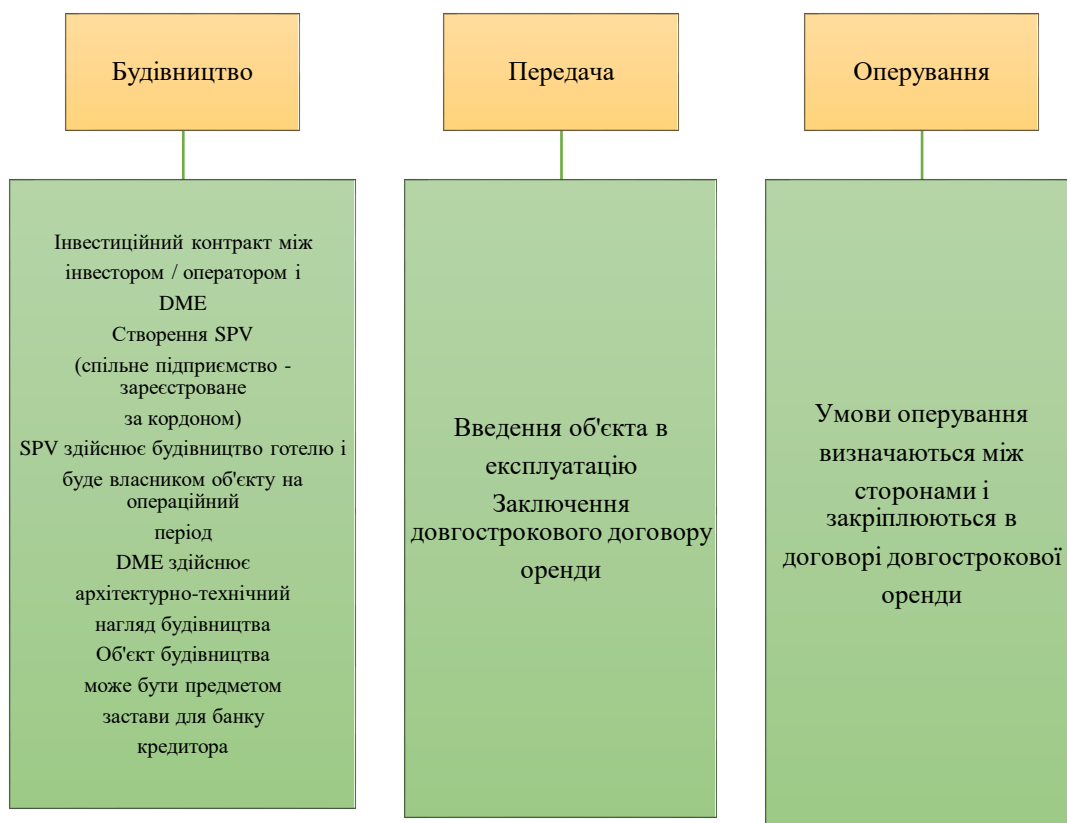 Будівництво
Передача
Оперування
Інвестиційний контракт між
інвестором / оператором і
DME
Створення SPV
(спільне підприємство -
зареєстроване
за кордоном)
SPV здійснює будівництво готелю і
буде власником об'єкту на
операційний
період
DME здійснює
архітектурно-технічний
нагляд будівництва
Об'єкт будівництва
може бути предметом
застави для банку
кредитора
Введення об'єкта в
експлуатацію
Заключення
довгострокового договору
оренди
Умови оперування
визначаються між
сторонами і
закріплюються в
договорі довгострокової
оренди